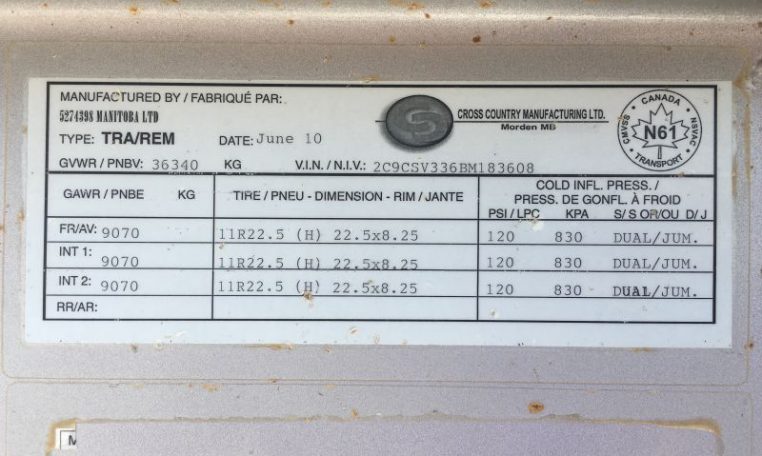 MANUFACTURED BY / FABRIQUÉ PAR:
5274398 MANITOBA LTD
S
CROSS COUNTRY MANUFACTURING LTD.
Morden MB
CANADA
CMVSS
N61
NSVAC
TRANSPORT
TYPE: TRA/REM DATE: June 10
GVWR / PNBV: 36340 KG V.I.N. / N.I.V.: 2C9CSV336BM183608
GAWR / PNBE KG TIRE / PNEU - DIMENSION - RIM / JANTE
COLD INFL. PRESS. /
PRESS. DE GONFL. À FROID
PSI / LPC KPA S/ S OR/OU D/ J
FR/AV: 9070 11R22.5 (H) 22.5x8.25 120 830 DUAL/JUM.
INT 1: 9070 11R22.5 (H) 22.5x8.25 120 830 DUAL/JUM.
INT 2: 9070 11R22.5 (H) 22.5x8.25 120 830 DUAL/JUM.
RR/AR: